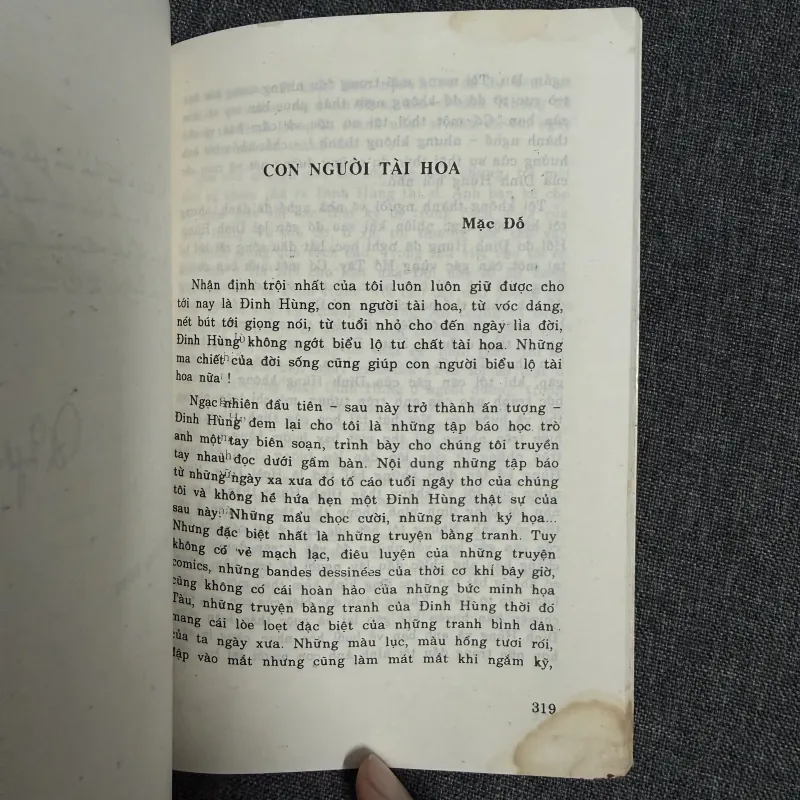 CON NGƯỜI TÀI HOA
Mặc Đố
Nhận định trội nhất của tôi luôn luôn giữ được cho
tới nay là Đinh Hùng, con người tài hoa, từ vóc dáng,
nét bút tới giọng nói, từ tuổi nhỏ cho đến ngày lìa đời,
Đinh Hùng không ngớt biểu lộ tư chất tài hoa. Những
ma chiết của đời sống cũng giúp con người biểu lộ tài
hoa nữa !
Ngạc nhiên đầu tiên – sau này trở thành ấn tượng –
Đinh Hùng đem lại cho tôi là những tập báo học trò
anh một tay biên soạn, trình bày cho chúng tôi truyền
tay nhau đọc dưới gầm bàn. Nội dung những tập báo
từ những ngày xa xưa đó tố cáo tuổi ngây thơ của chúng
tôi và không hề hứa hẹn một Đinh Hùng thật sự của
sau này. Những mẩu chọc cười, những tranh ký họa...
Nhưng đặc biệt nhất là những truyện bằng tranh. Tuy
không có vẻ mạch lạc, điêu luyện của những truyện
comics, những bandes dessinées của thời cơ khí bây giờ,
cũng không có cái hoàn hảo của những bức minh họa
Tàu, những truyện bằng tranh của Đinh Hùng thời đó
mang cái lòe loẹt đặc biệt của những tranh bình dân
của ta ngày xưa. Những màu lục, màu hồng tươi rói,
đập vào mắt nhưng cũng làm mát mắt khi ngắm kỹ,
319